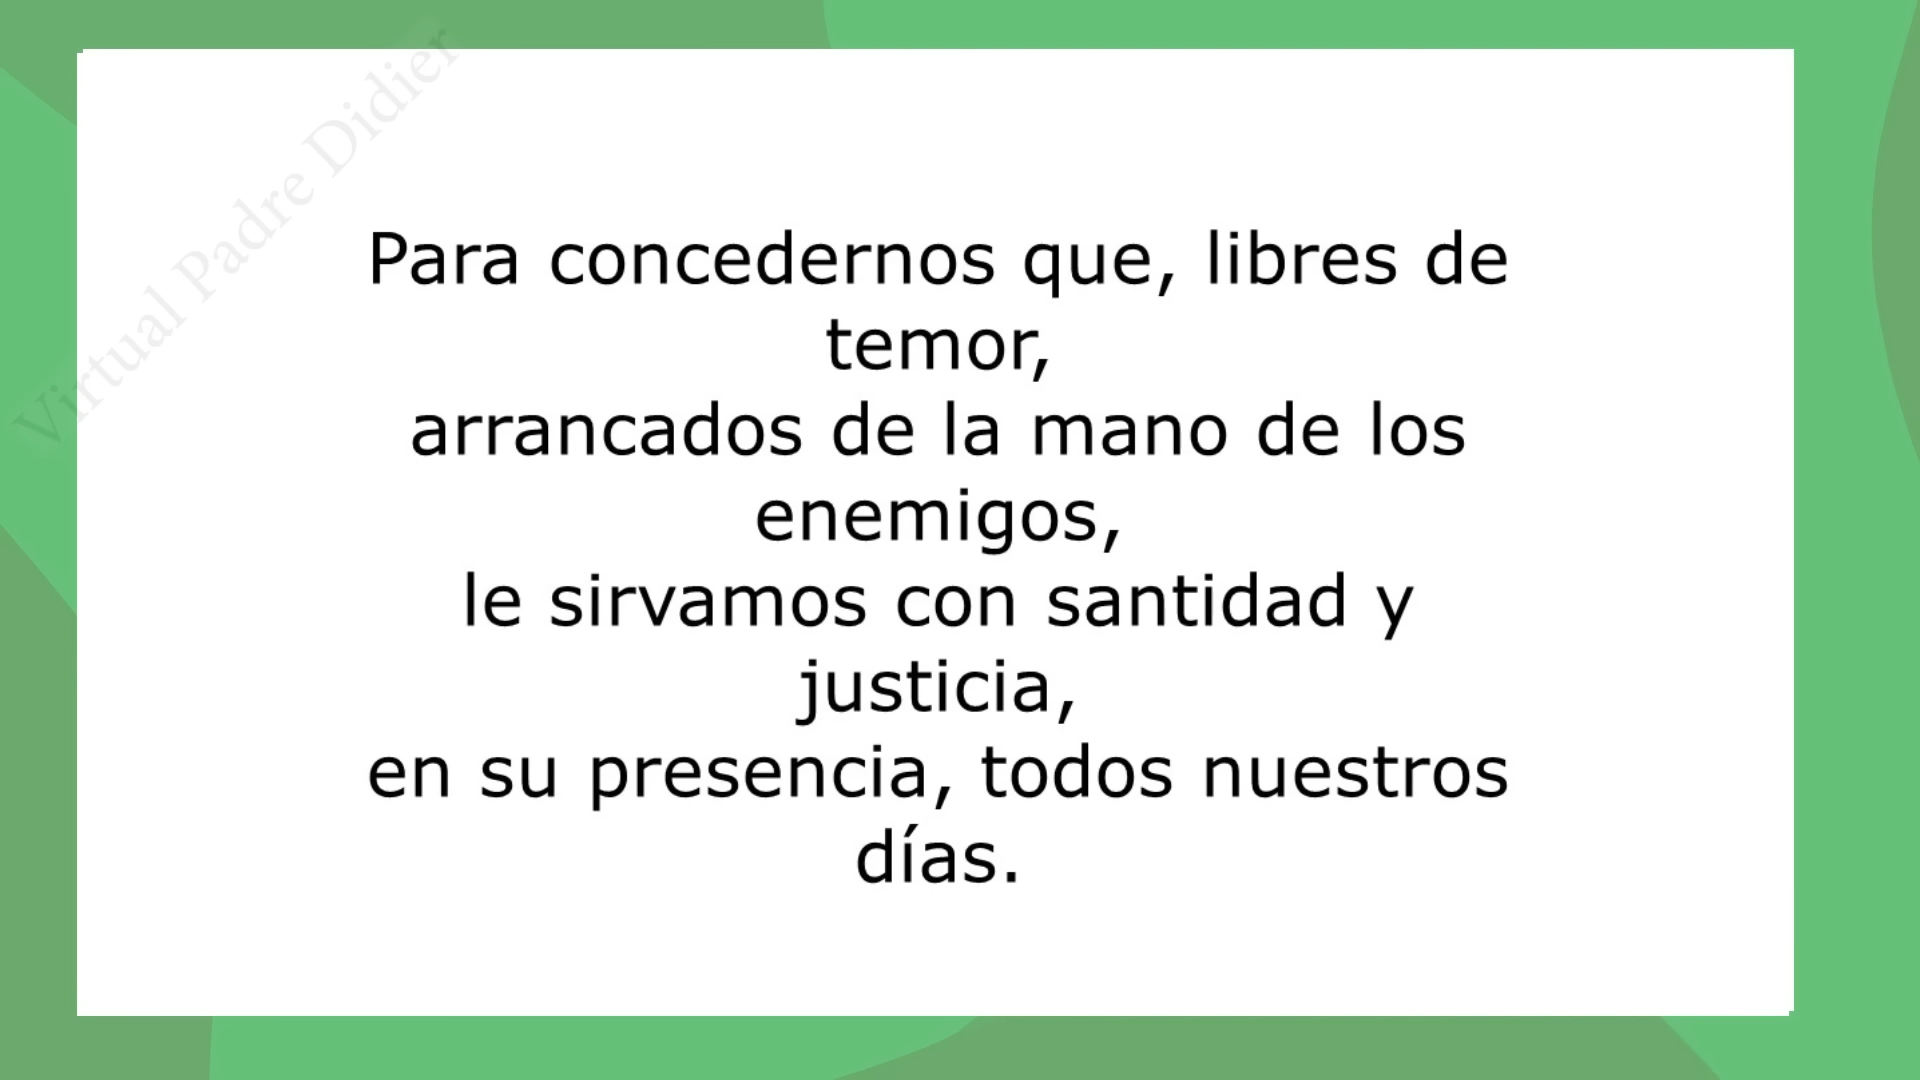 Virtual Padre Didier
Para concedernos que, libres de
temor,
arrancados de la mano de los
enemigos,
le sirvamos con santidad y
justicia,
en su presencia, todos nuestros
días.